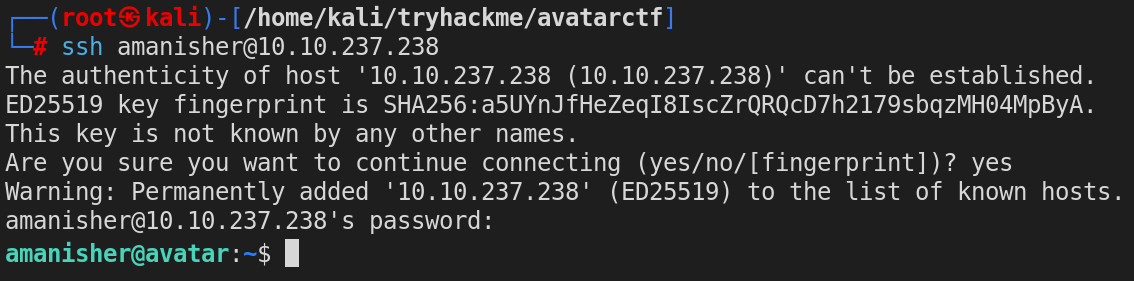 ┌──(root㉿kali)-[/home/kali/tryhackme/avatarctf]
└─# ssh amanisher@10.10.237.238
The authenticity of host '10.10.237.238 (10.10.237.238)' can't be established.
ED25519 key fingerprint is SHA256:a5UYnJfHeZeqI8IscZrQRQcD7h2179sbqzMH04MpByA.
This key is not known by any other names.
Are you sure you want to continue connecting (yes/no/[fingerprint])? yes
Warning: Permanently added '10.10.237.238' (ED25519) to the list of known hosts.
amanisher@10.10.237.238's password:
amanisher@avatar:~$